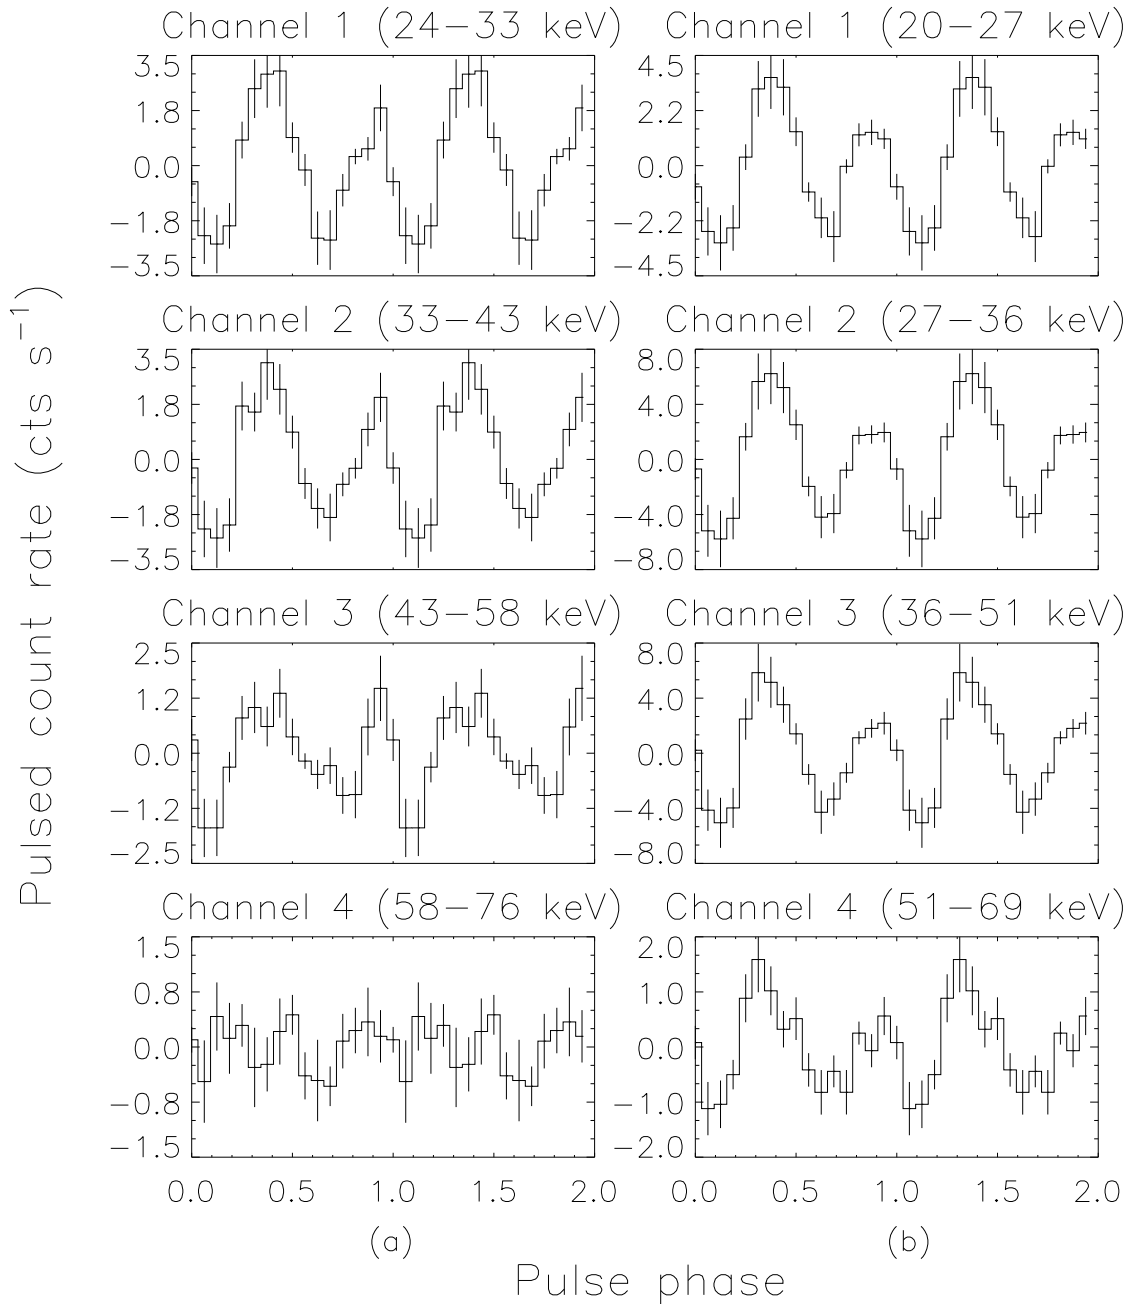 Channel 1 (24−33 keV)
3.5
1.8
0.0
−1.8
−3.5
Channel 1 (20−27 keV)
4.5
2.2
0.0
−2.2
−4.5
Channel 2 (33−43 keV)
3.5
1.8
0.0
−1.8
−3.5
Channel 2 (27−36 keV)
8.0
4.0
0.0
−4.0
−8.0
Channel 3 (43−58 keV)
2.5
1.2
0.0
−1.2
−2.5
Channel 3 (36−51 keV)
8.0
4.0
0.0
−4.0
−8.0
Channel 4 (58−76 keV)
1.5
0.8
0.0
−0.8
−1.5
Channel 4 (51−69 keV)
2.0
1.0
0.0
−1.0
−2.0
0.0 0.5 1.0 1.5 2.0
0.0 0.5 1.0 1.5 2.0
(a)
(b)
Pulse phase
Pulsed count rate (cts s⁻¹)